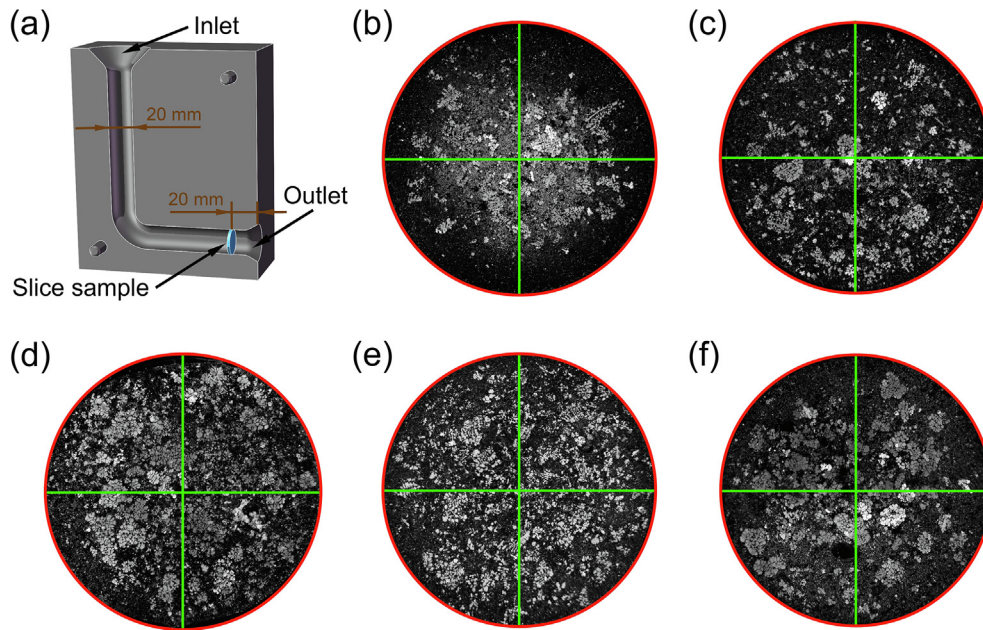 (a)
Inlet
20 mm
20 mm
Outlet
Slice sample
(b)
(c)
(d)
(e)
(f)